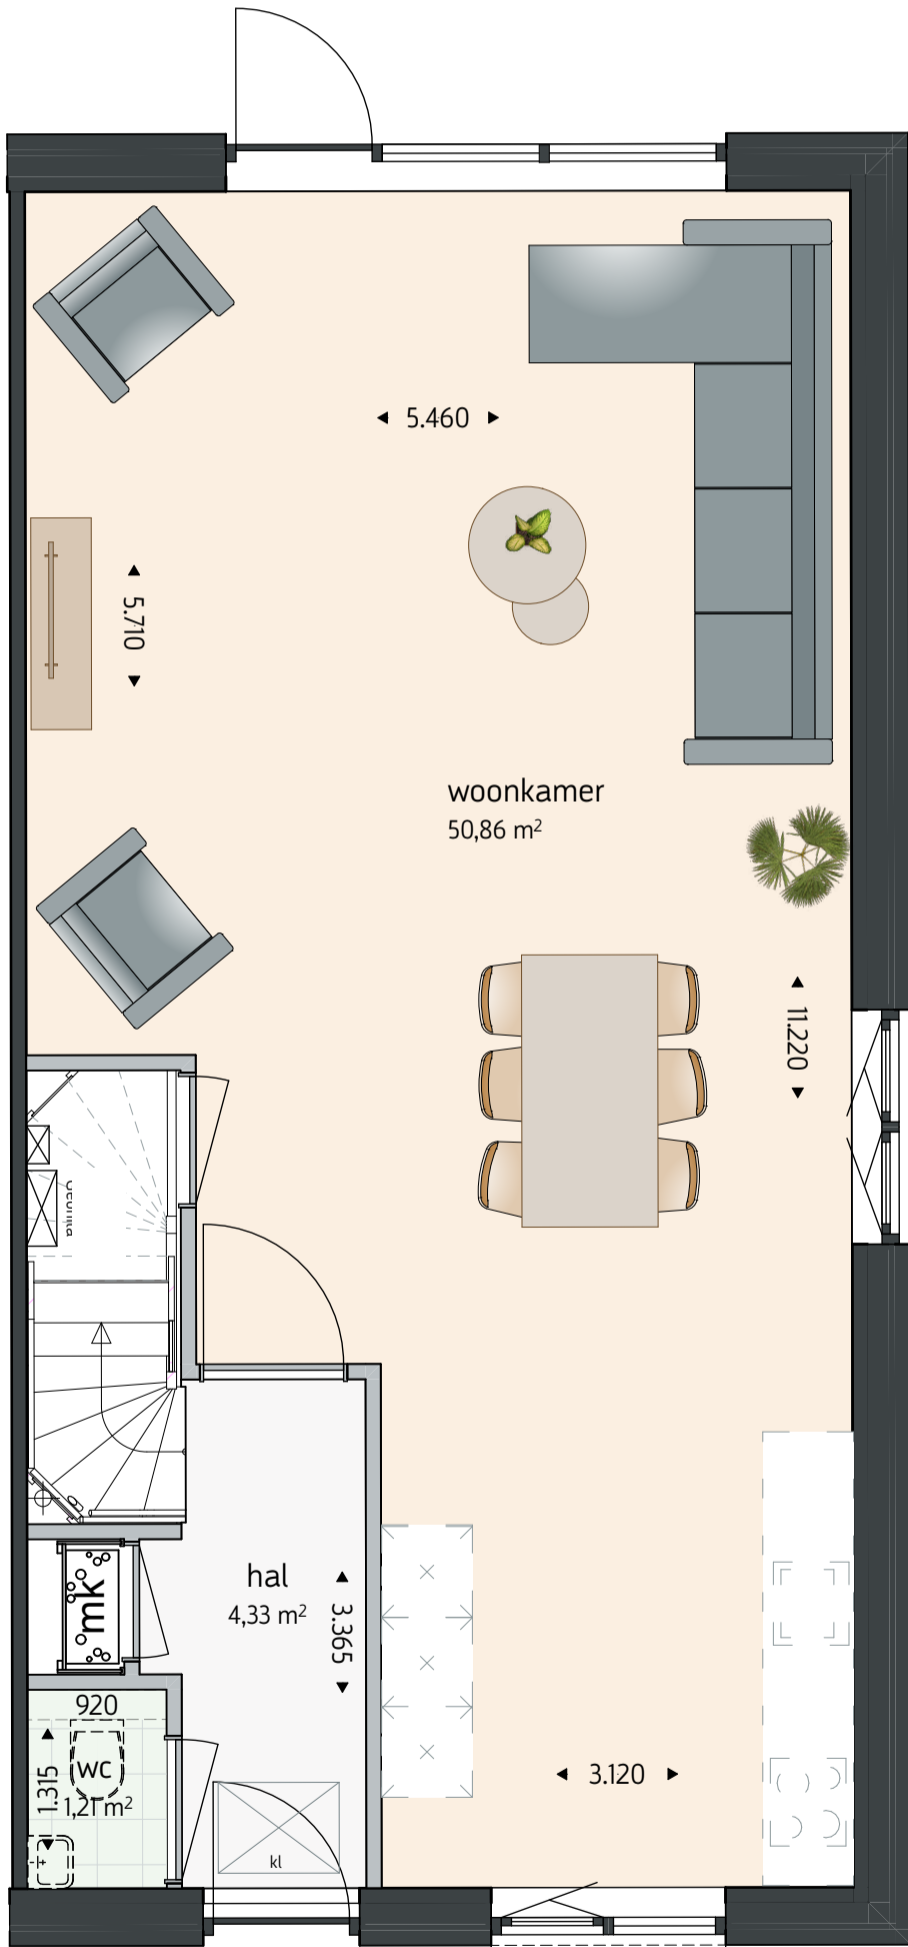 5.460
5.710
woonkamer
50,86 m²
11.220
mk
hal
4,33 m²
3.365
920
wc
1,21 m²
1.315
3.120
kl